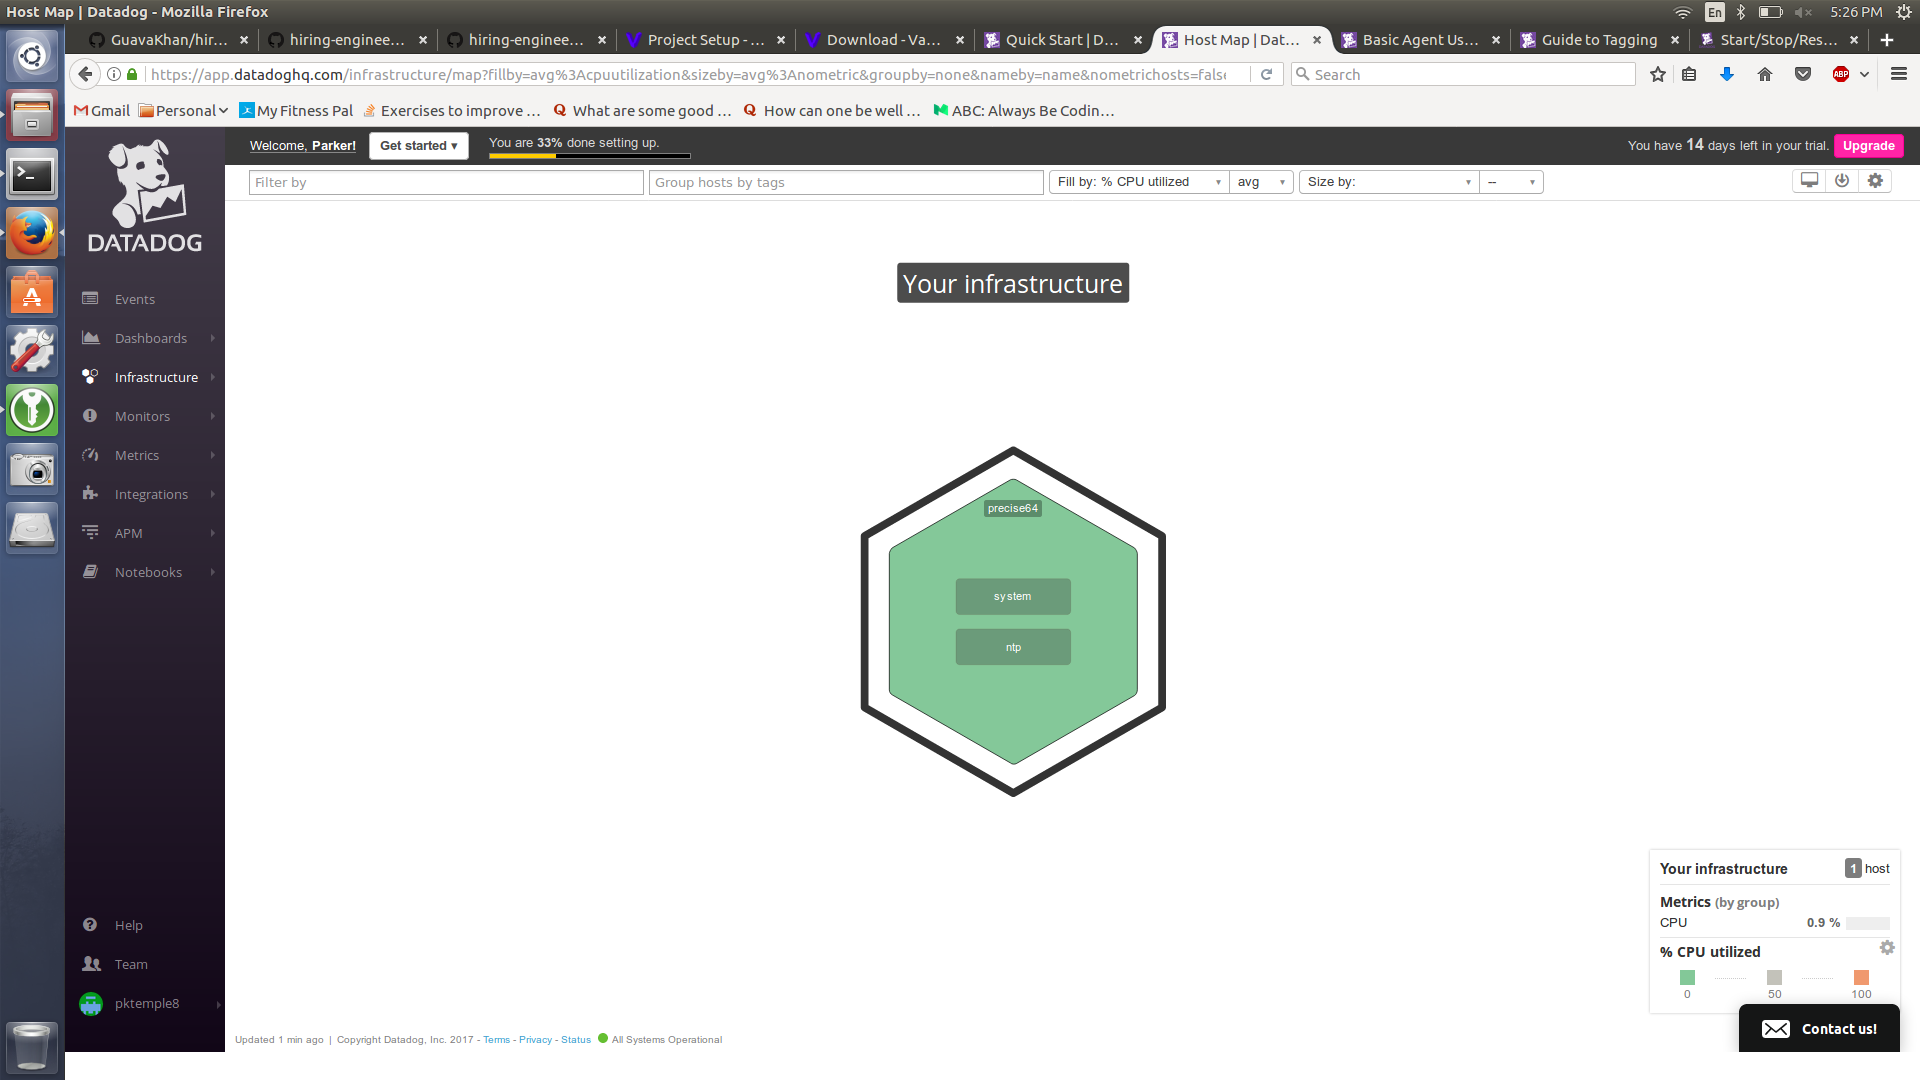 Host Map | Datadog - Mozilla Firefox
En
5:26 PM
GuavaKhan/hir...
hiring-enginee...
hiring-enginee...
Project Setup - ...
Download - Va...
Quick Start | D...
Host Map | Dat...
Basic Agent Us...
Guide to Tagging
Start/Stop/Res...
https://app.datadoghq.com/infrastructure/map?fillby=avg%3Acpuutilization&sizeby=avg%3Anometric&groupby=none&nameby=name&nometrichosts=false
Search
ABP
Gmail
Personal
My Fitness Pal
Exercises to improve ...
What are some good ...
How can one be well ...
ABC: Always Be Codin...
DATADOG
Welcome, Parker!
Get started ▾
You are 33% done setting up.
You have 14 days left in your trial.
Upgrade
Filter by
Group hosts by tags
Fill by: % CPU utilized
avg
Size by:
--
Events
Dashboards
Infrastructure
Monitors
Metrics
Integrations
APM
Notebooks
Help
Team
pktemple8
Your infrastructure
precise64
system
ntp
Your infrastructure
1 host
Metrics (by group)
CPU
0.9 %
% CPU utilized
0
50
100
Contact us!
Updated 1 min ago | Copyright Datadog, Inc. 2017 - Terms - Privacy - Status All Systems Operational